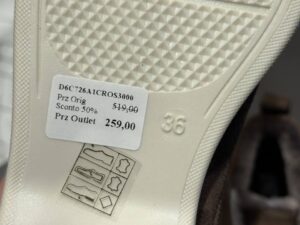 D6C726A1CROS3000
Prz Orig 519,00
Sconto 50%
Prz Outlet 259,00
36